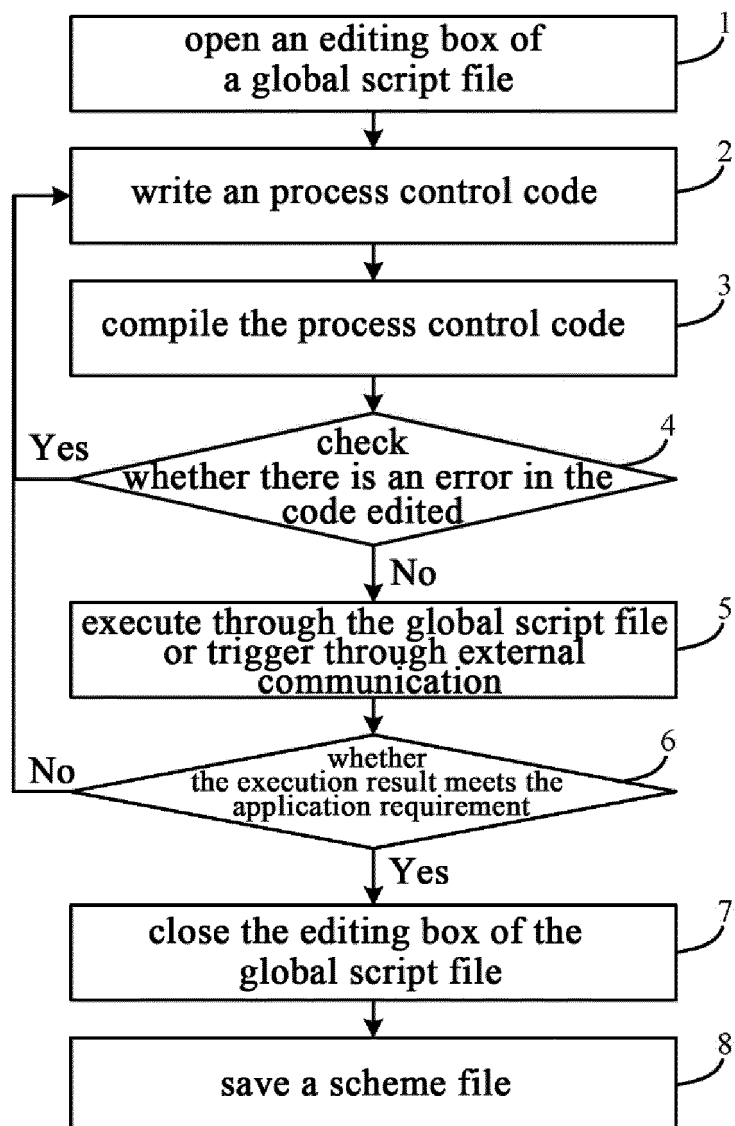 open an editing box of
a global script file
1
write an process control code
2
compile the process control code
3
Yes
check
whether there is an error in the
code edited
4
No
execute through the global script file
or trigger through external
communication
5
No
whether
the execution result meets the
application requirement
6
Yes
close the editing box of the
global script file
7
save a scheme file
8